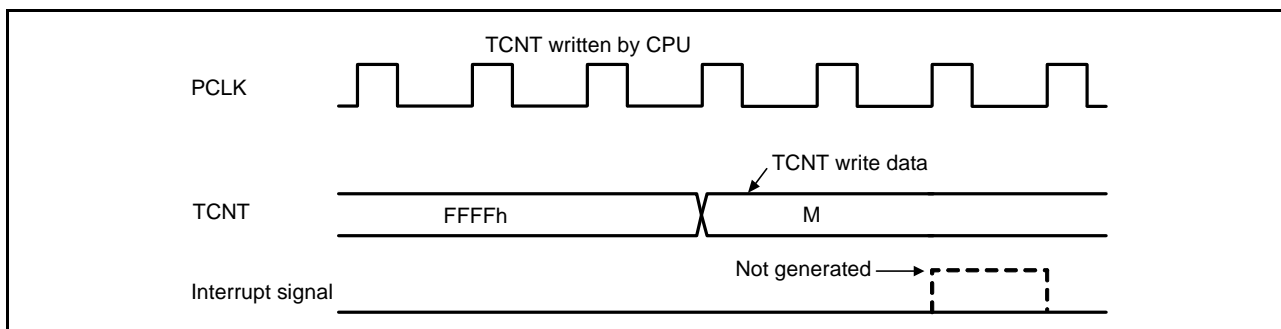 TCNT written by CPU
PCLK
TCNT write data
TCNT
FFFFh
M
Not generated
Interrupt signal